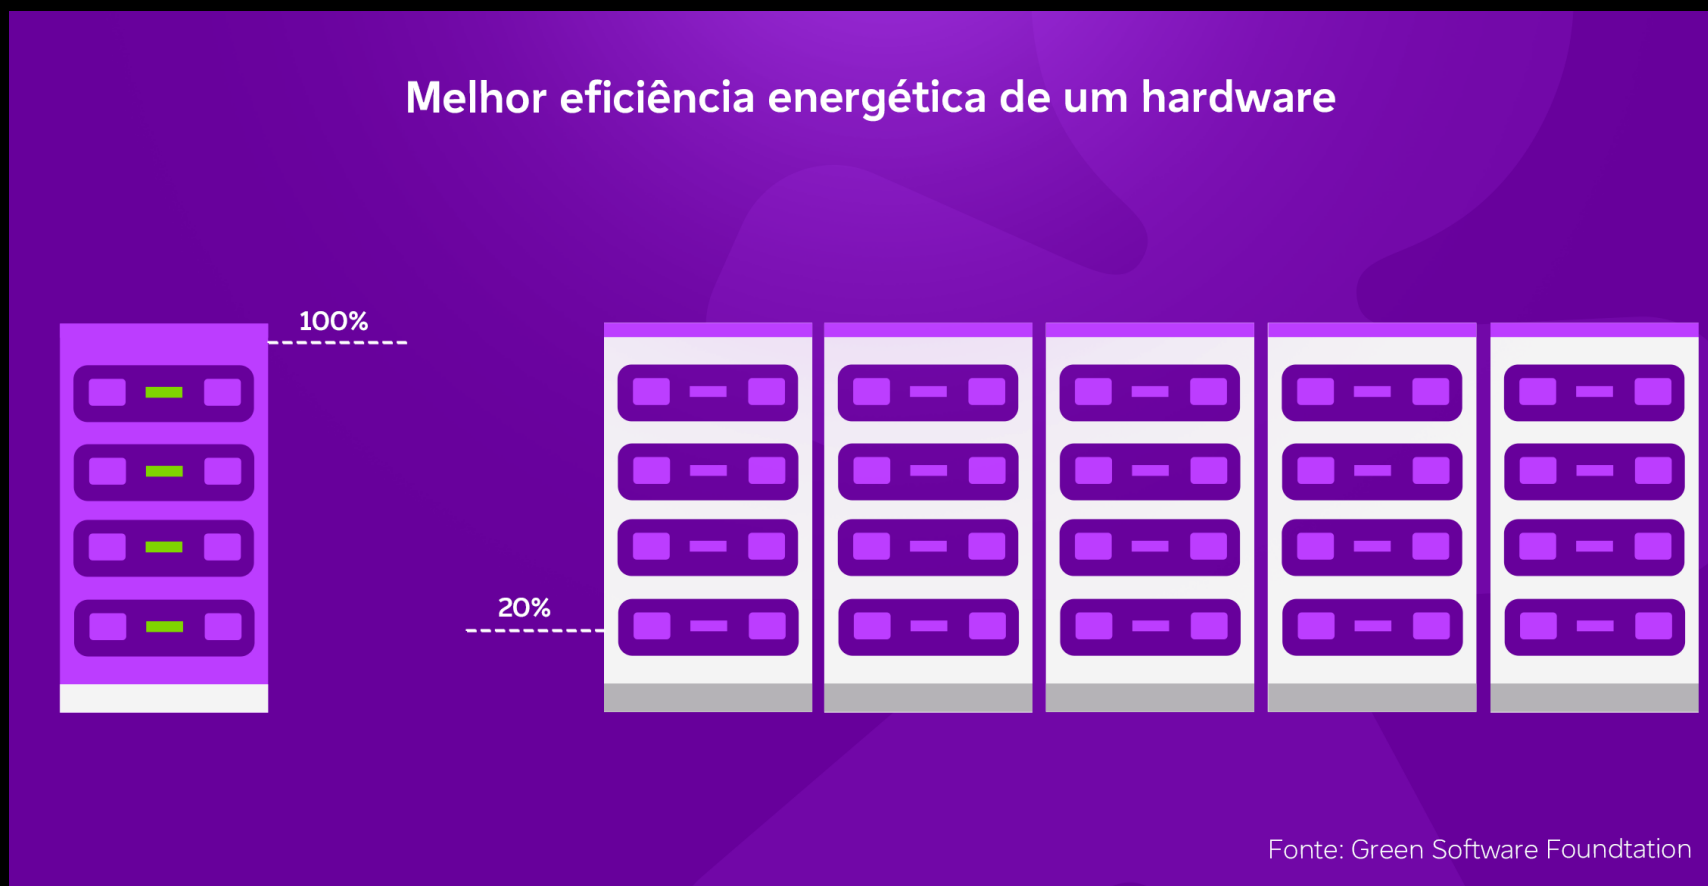 Melhor eficiência energética de um hardware
100%
20%
Fonte: Green Software Foundtation